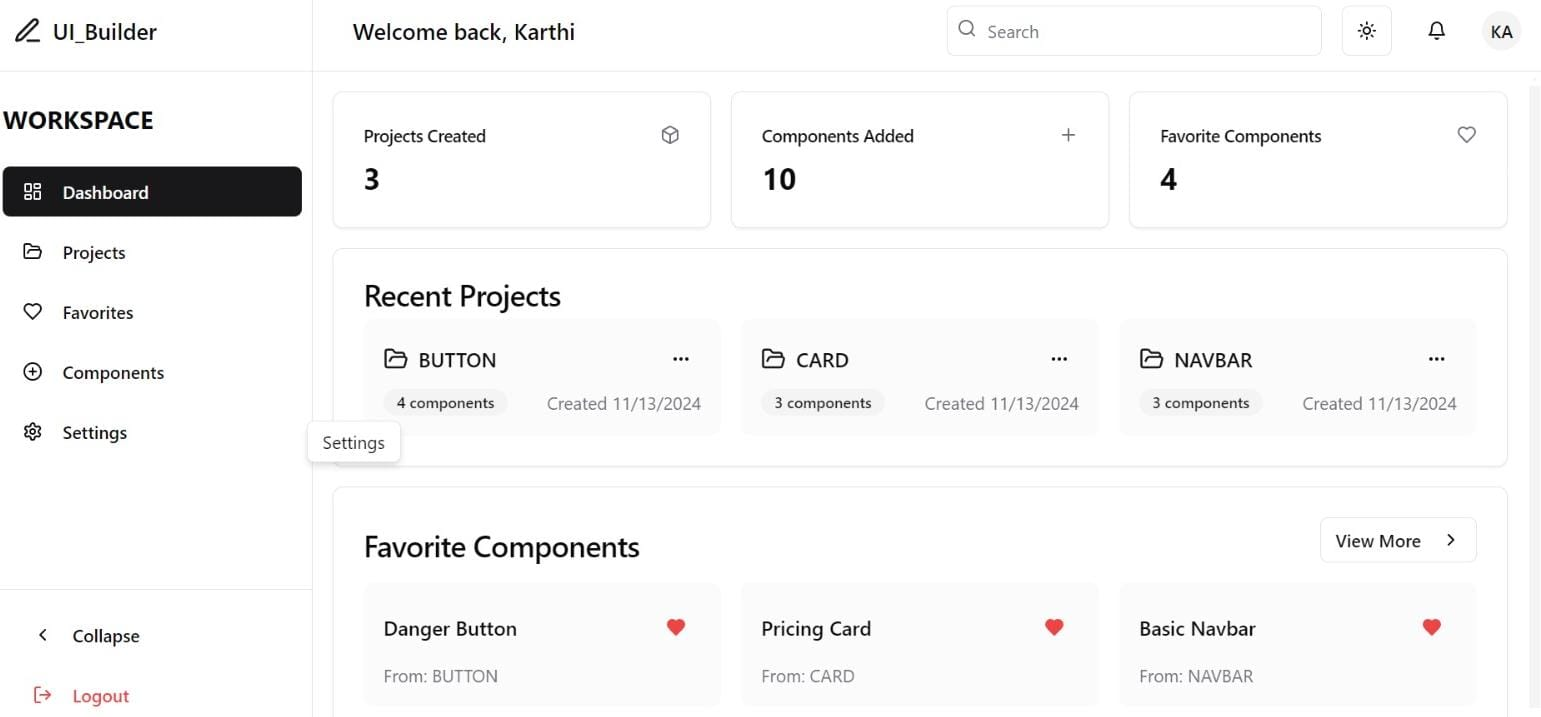 UI_Builder
Welcome back, Karthi
Search
KA
WORKSPACE
Dashboard
Projects
Favorites
Components
Settings
Settings
Collapse
Logout
Projects Created
3
Components Added
10
Favorite Components
4
Recent Projects
BUTTON
4 components Created 11/13/2024
CARD
3 components Created 11/13/2024
NAVBAR
3 components Created 11/13/2024
Favorite Components
View More
Danger Button
From: BUTTON
Pricing Card
From: CARD
Basic Navbar
From: NAVBAR